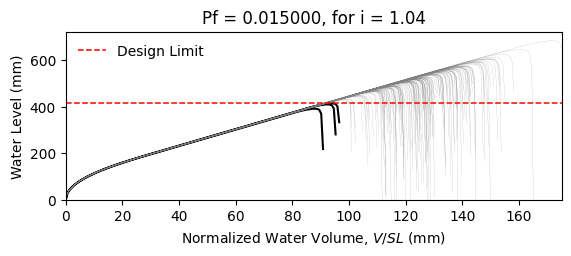 Pf = 0.015000, for i = 1.04
Design Limit
Water Level (mm)
600
400
200
0
0 20 40 60 80 100 120 140 160
Normalized Water Volume, V/SL (mm)